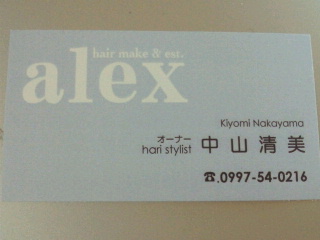 hair make & est.
alex
Kiyomi Nakayama
オーナー
hari stylist 中山清美
☎.0997-54-0216